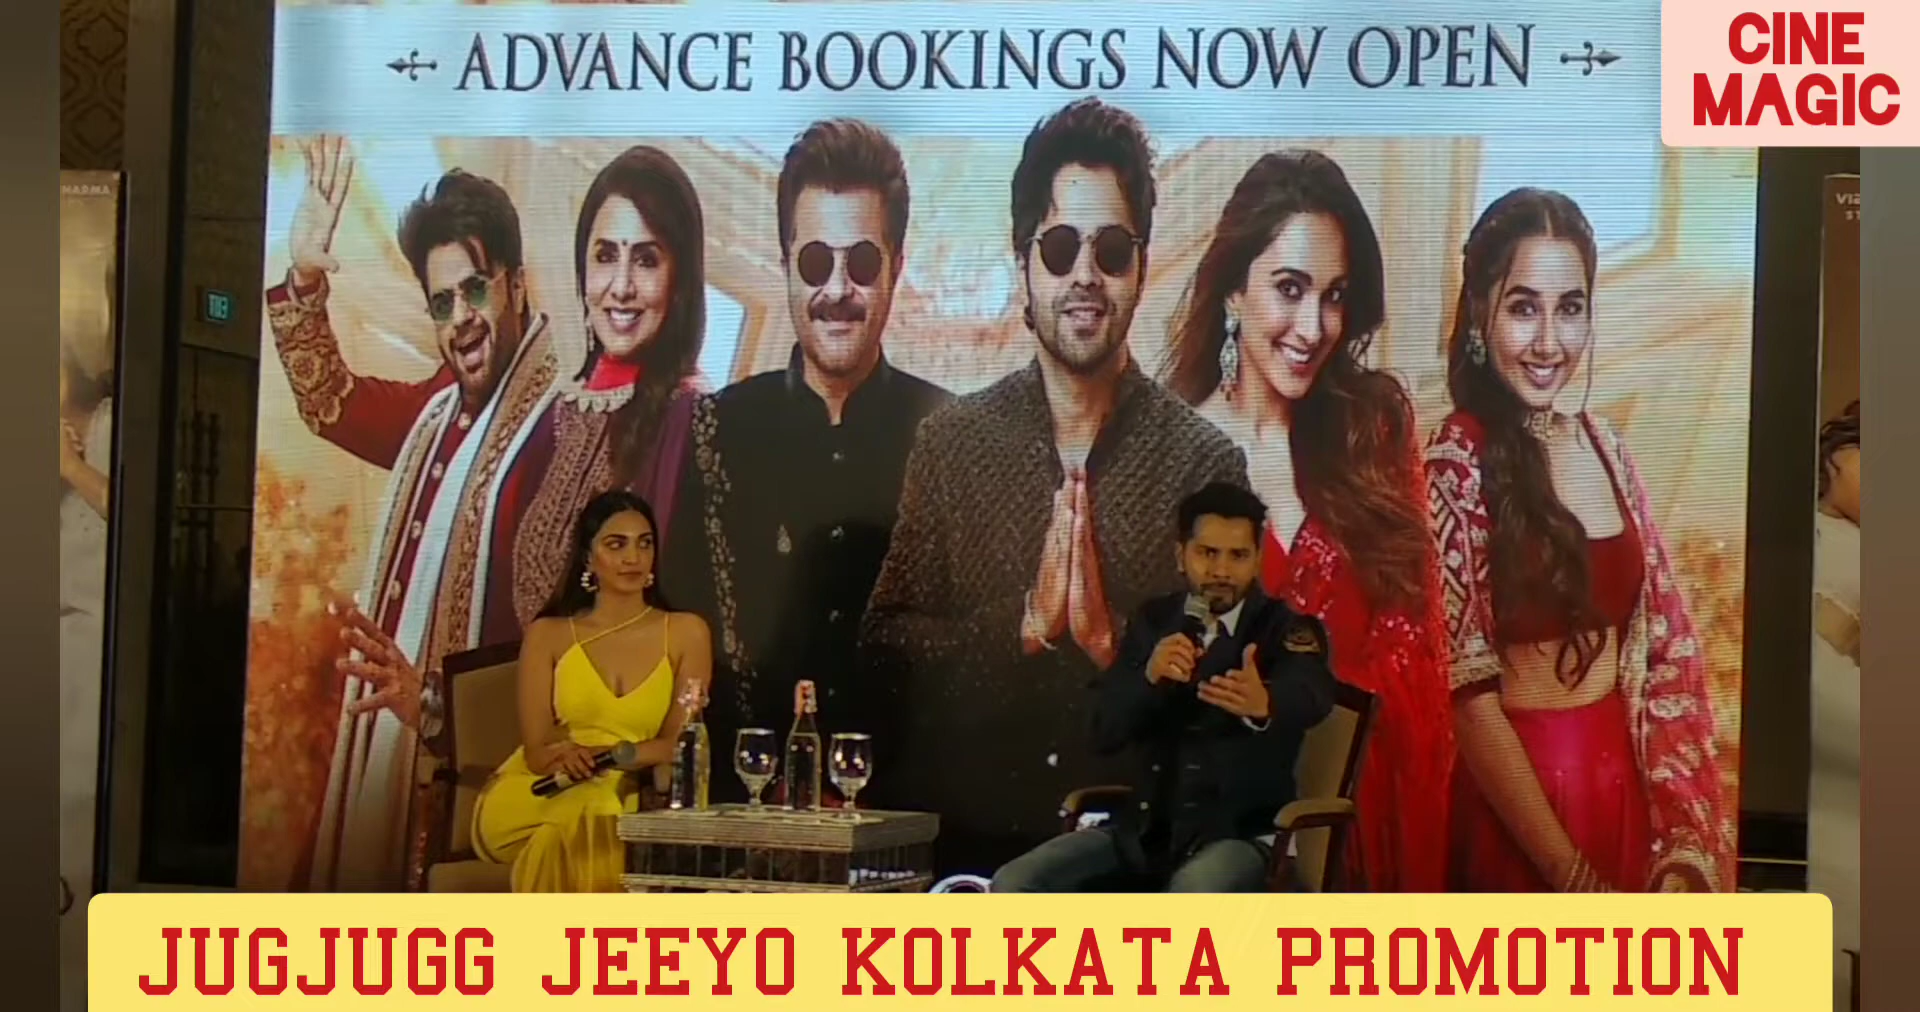 ADVANCE BOOKINGS NOW OPEN
CINE
MAGIC
JUGJUGG JEEYO KOLKATA PROMOTION